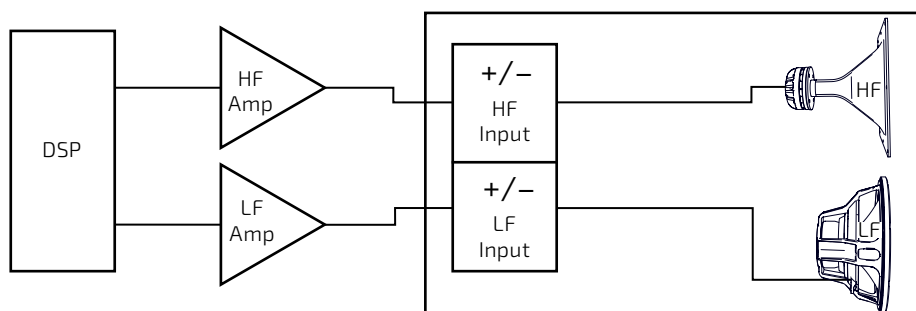 DSP
HF
Amp
LF
Amp
+/−
HF
Input
+/−
LF
Input
HF
LF